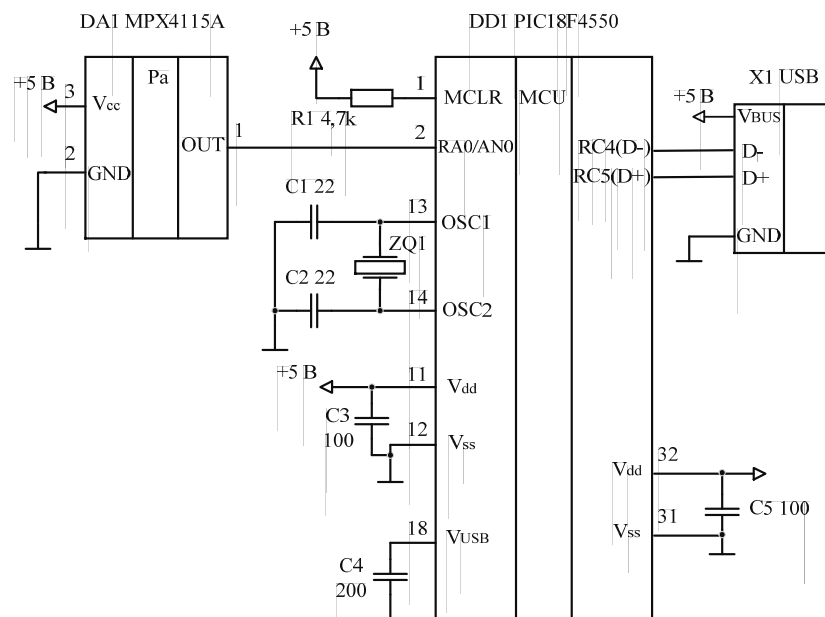 DA1 MPX4115A
DD1 PIC18F4550
+5 В
X1 USB
+5 В
3
Vcc
Pa
1
MCLR
MCU
+5 В
VBUS
R1 4,7k
1
OUT
2
RA0/AN0
RC4(D-)
D-
2
GND
RC5(D+)
D+
C1 22
13
OSC1
GND
ZQ1
C2 22
14
OSC2
+5 В
11
Vdd
C3
100
12
Vss
32
Vdd
C5 100
31
Vss
18
VUSB
C4
200